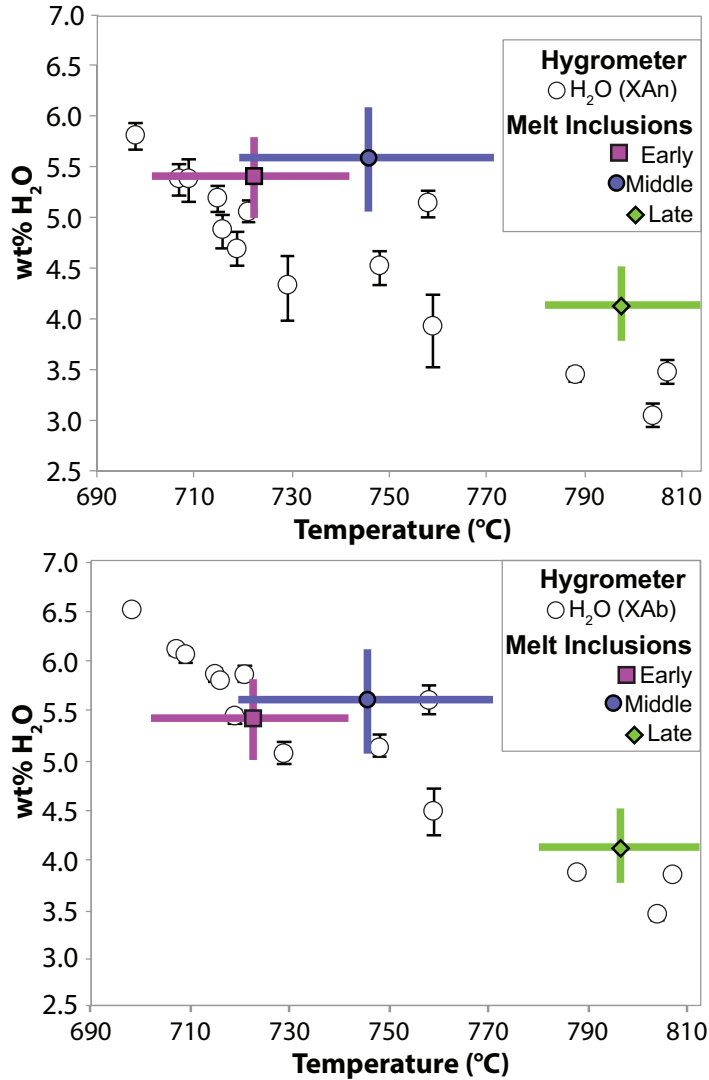 7.0
6.5
6.0
5.5
5.0
4.5
4.0
3.5
3.0
2.5
wt% H₂O
Hygrometer
H₂O (XAn)
Melt Inclusions
Early
Middle
Late
690 710 730 750 770 790 810
Temperature (°C)
7.0
6.5
6.0
5.5
5.0
4.5
4.0
3.5
3.0
2.5
wt% H₂O
Hygrometer
H₂O (XAb)
Melt Inclusions
Early
Middle
Late
690 710 730 750 770 790 810
Temperature (°C)